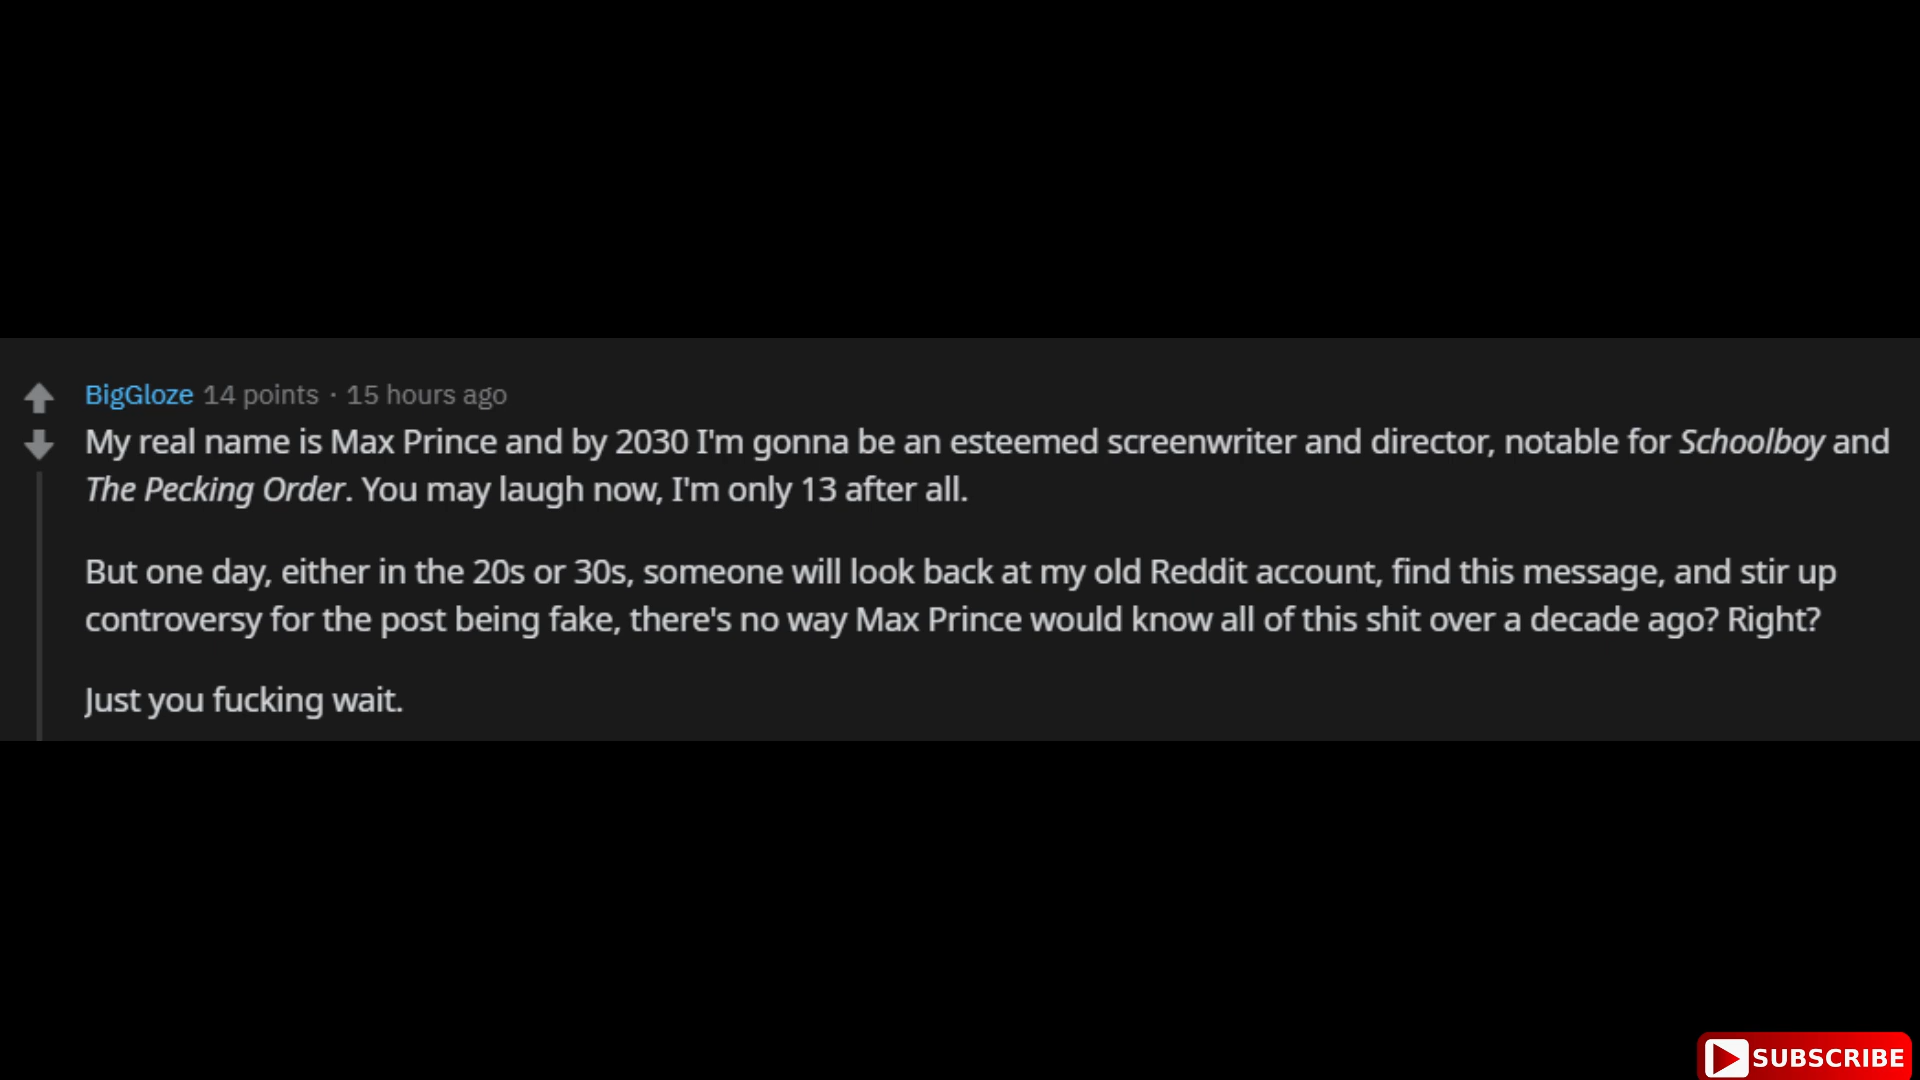 BigGloze 14 points · 15 hours ago
My real name is Max Prince and by 2030 I'm gonna be an esteemed screenwriter and director, notable for Schoolboy and
The Pecking Order. You may laugh now, I'm only 13 after all.
But one day, either in the 20s or 30s, someone will look back at my old Reddit account, find this message, and stir up
controversy for the post being fake, there's no way Max Prince would know all of this shit over a decade ago? Right?
Just you fucking wait.
SUBSCRIBE